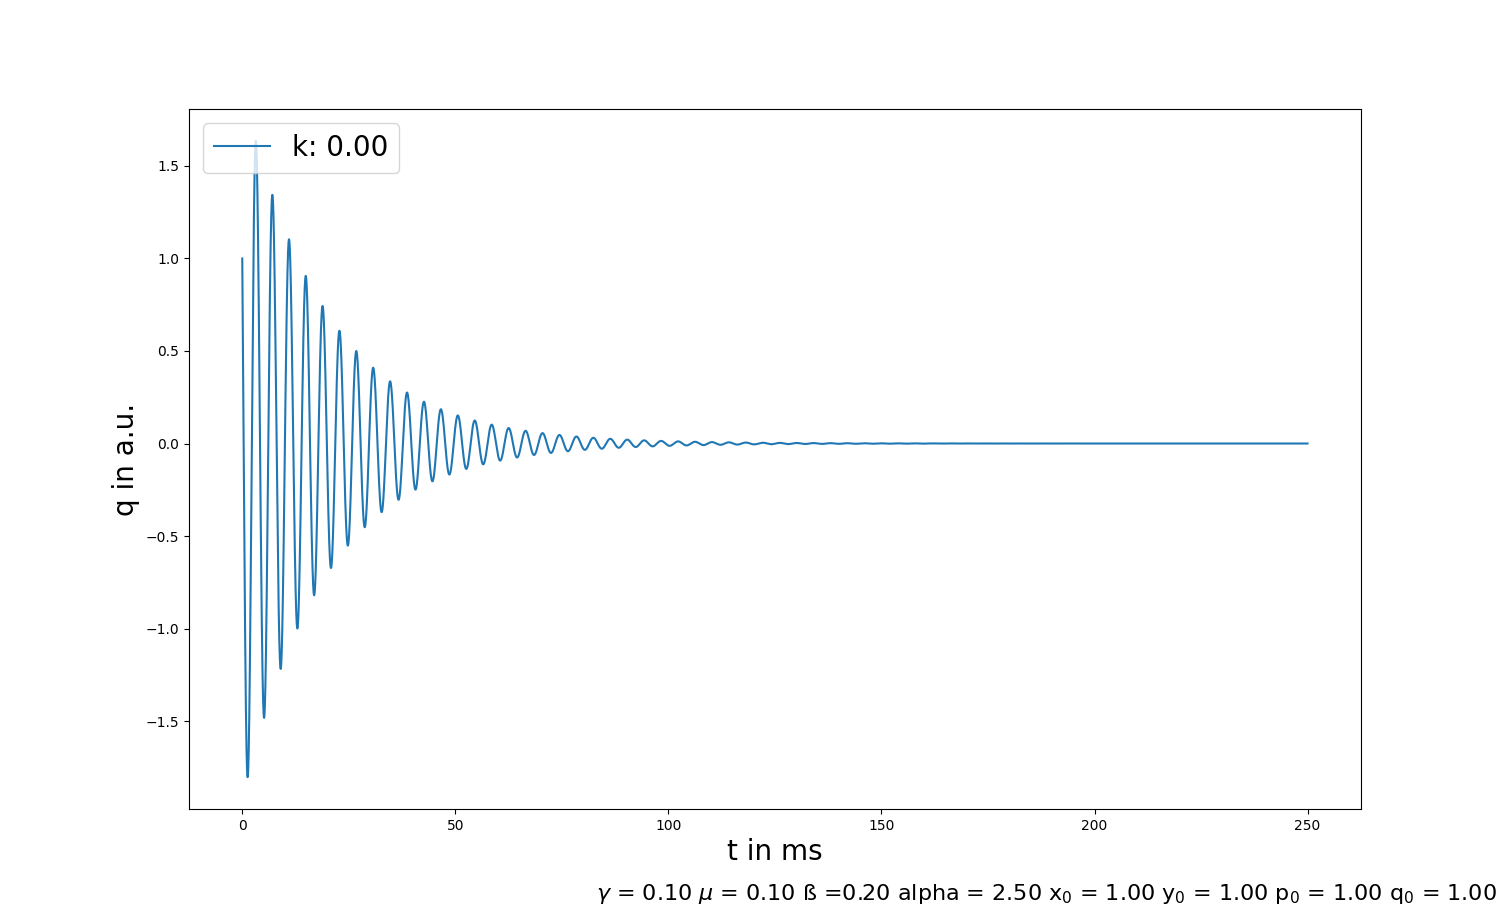 k: 0.00
1.5
1.0
0.5
0.0
−0.5
−1.0
−1.5
q in a.u.
0 50 100 150 200 250
t in ms
γ = 0.10 μ = 0.10 ß =0.20 alpha = 2.50 x₀ = 1.00 y₀ = 1.00 p₀ = 1.00 q₀ = 1.00